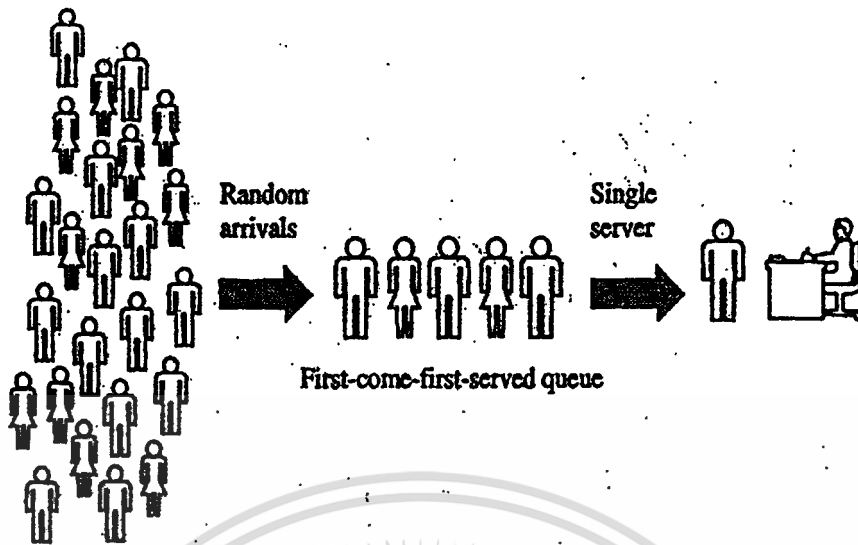 Random
arrivals
Single
server
First-come-first-served queue